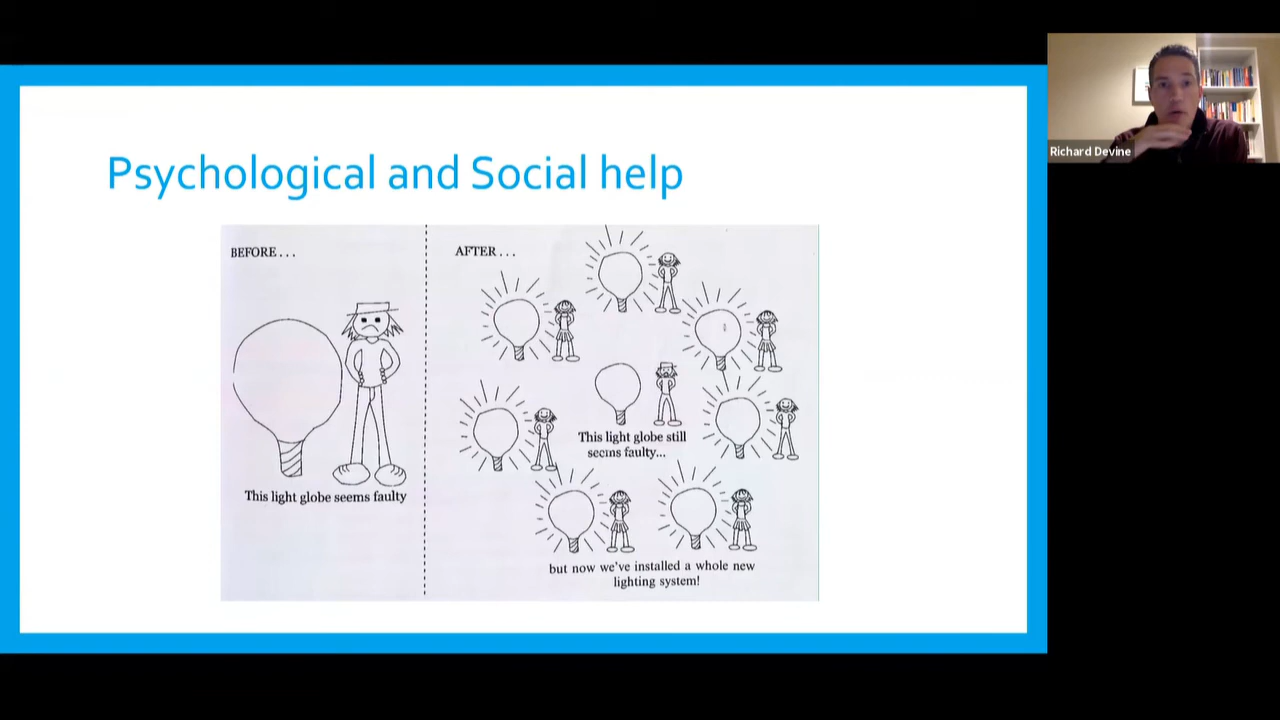 Psychological and Social help
BEFORE...
This light globe seems faulty
AFTER...
This light globe still
seems faulty...
but now we've installed a whole new
lighting system!
Richard Devine